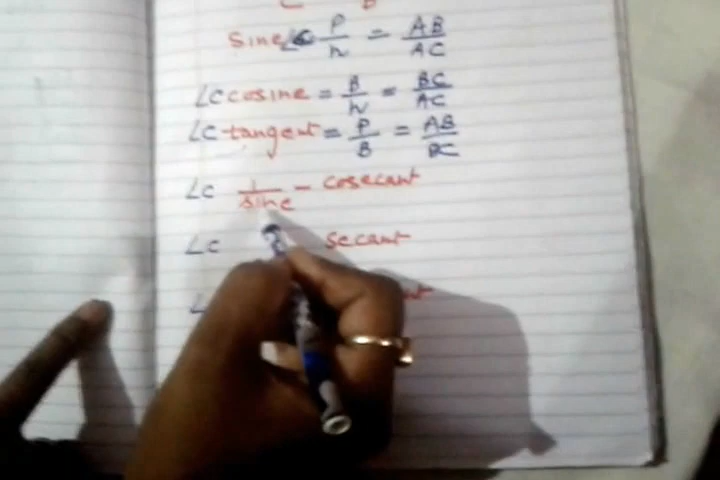 C B
sine∠C P/h = AB/AC
∠C cosine = B/h = BC/AC
∠C tangent = P/B = AB/BC
∠C 1/sine - cosecant
∠C secant